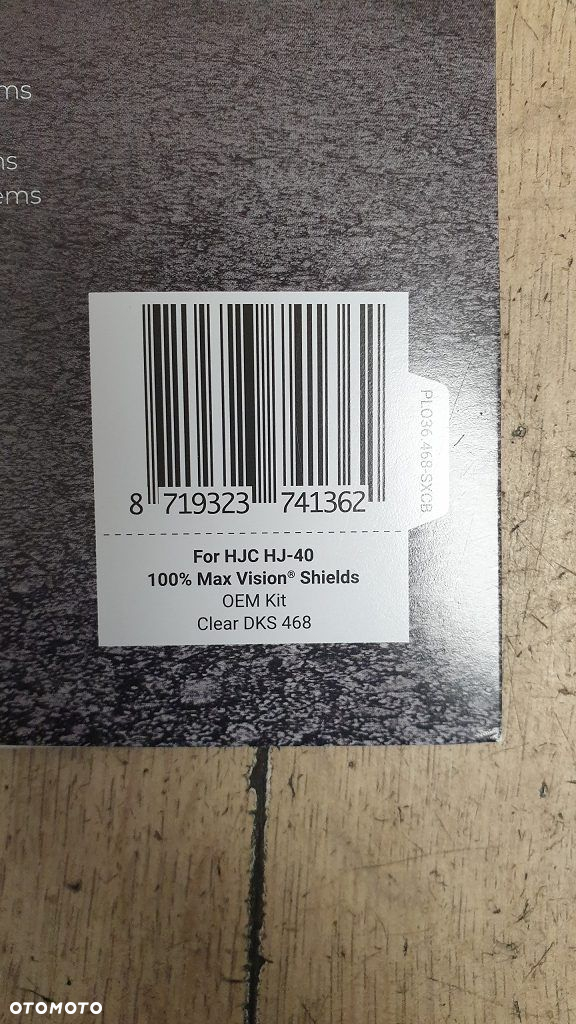 ms
ns
ems
8 719323 741362
PLO36.468-SXCB
For HJC HJ-40
100% Max Vision® Shields
OEM Kit
Clear DKS 468
OTOMOTO